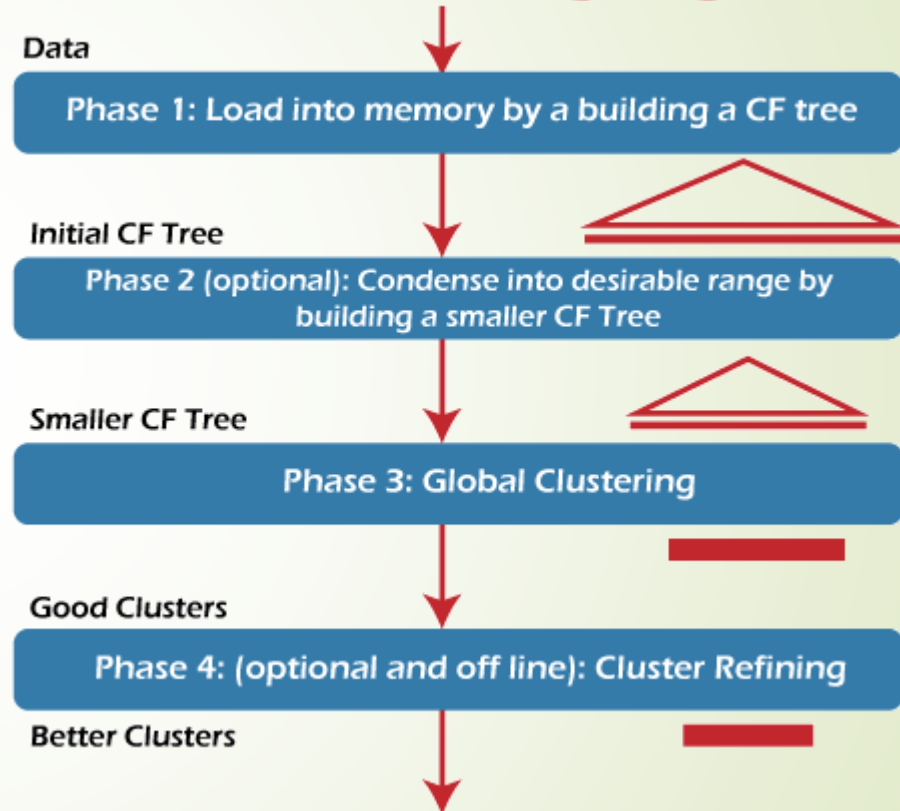 Data
Phase 1: Load into memory by a building a CF tree
Initial CF Tree
Phase 2 (optional): Condense into desirable range by
building a smaller CF Tree
Smaller CF Tree
Phase 3: Global Clustering
Good Clusters
Phase 4: (optional and off line): Cluster Refining
Better Clusters